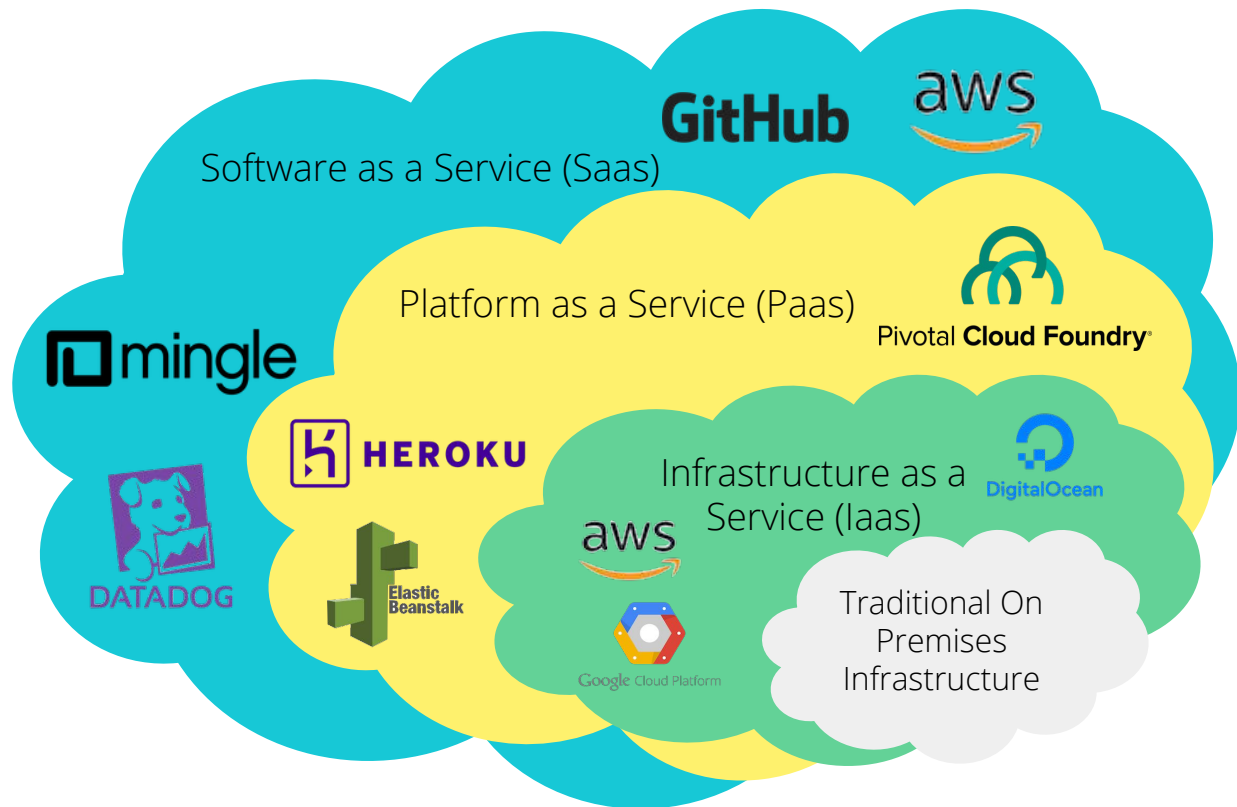 GitHub
aws
Software as a Service (Saas)
Platform as a Service (Paas)
Pivotal Cloud Foundry®
mingle
HEROKU
Infrastructure as a
Service (Iaas)
DigitalOcean
aws
DATADOG
Elastic
Beanstalk
Google Cloud Platform
Traditional On
Premises
Infrastructure